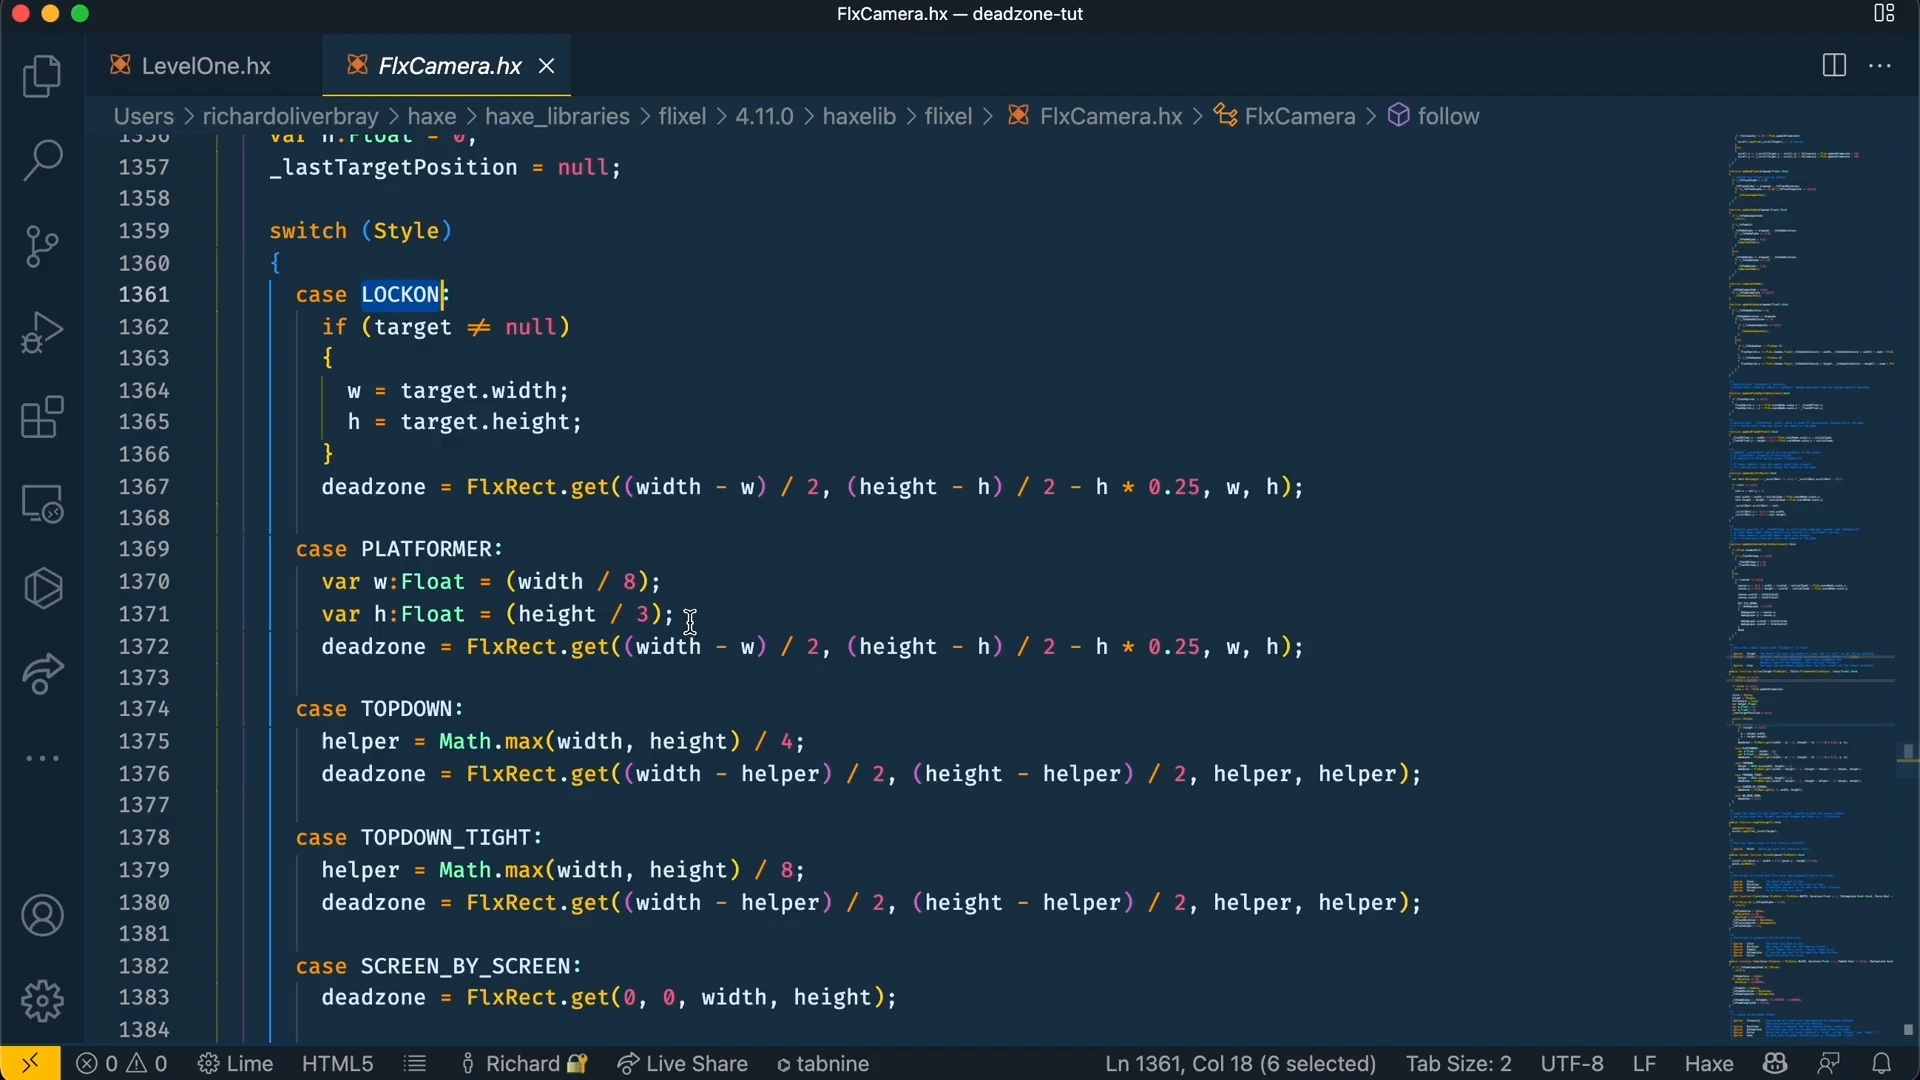 FlxCamera.hx — deadzone-tut
LevelOne.hx
FlxCamera.hx
Users > richardoliverbray > haxe > haxe_libraries > flixel > 4.11.0 > haxelib > flixel > FlxCamera.hx > FlxCamera > follow
1356 var h:Float = 0;
1357 _lastTargetPosition = null;
1358
1359 switch (Style)
1360 {
1361 case LOCKON:
1362 if (target ≠ null)
1363 {
1364 w = target.width;
1365 h = target.height;
1366 }
1367 deadzone = FlxRect.get((width - w) / 2, (height - h) / 2 - h * 0.25, w, h);
1368
1369 case PLATFORMER:
1370 var w:Float = (width / 8);
1371 var h:Float = (height / 3);
1372 deadzone = FlxRect.get((width - w) / 2, (height - h) / 2 - h * 0.25, w, h);
1373
1374 case TOPDOWN:
1375 helper = Math.max(width, height) / 4;
1376 deadzone = FlxRect.get((width - helper) / 2, (height - helper) / 2, helper, helper);
1377
1378 case TOPDOWN_TIGHT:
1379 helper = Math.max(width, height) / 8;
1380 deadzone = FlxRect.get((width - helper) / 2, (height - helper) / 2, helper, helper);
1381
1382 case SCREEN_BY_SCREEN:
1383 deadzone = FlxRect.get(0, 0, width, height);
1384
0 0 Lime HTML5 Richard Live Share tabnine Ln 1361, Col 18 (6 selected) Tab Size: 2 UTF-8 LF Haxe